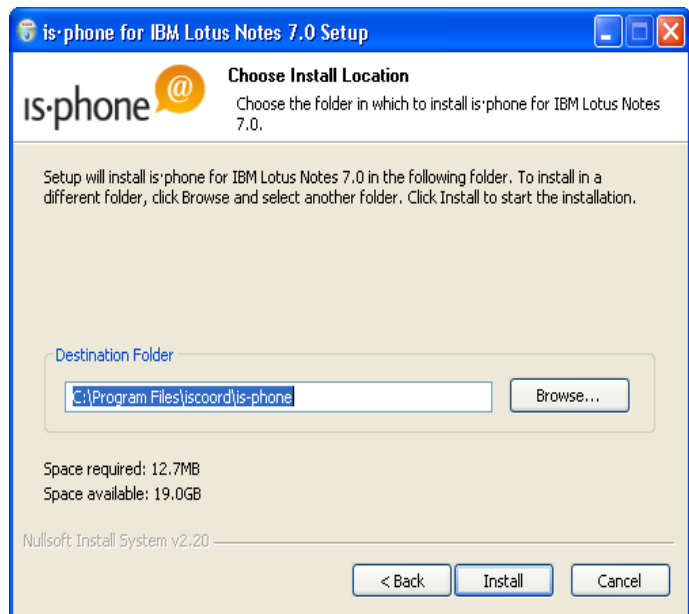 is·phone for IBM Lotus Notes 7.0 Setup
is·phone @
Choose Install Location
Choose the folder in which to install is·phone for IBM Lotus Notes
7.0.
Setup will install is·phone for IBM Lotus Notes 7.0 in the following folder. To install in a
different folder, click Browse and select another folder. Click Install to start the installation.
Destination Folder
C:\Program Files\iscoord\is-phone
Browse...
Space required: 12.7MB
Space available: 19.0GB
Nullsoft Install System v2.20
< Back Install Cancel